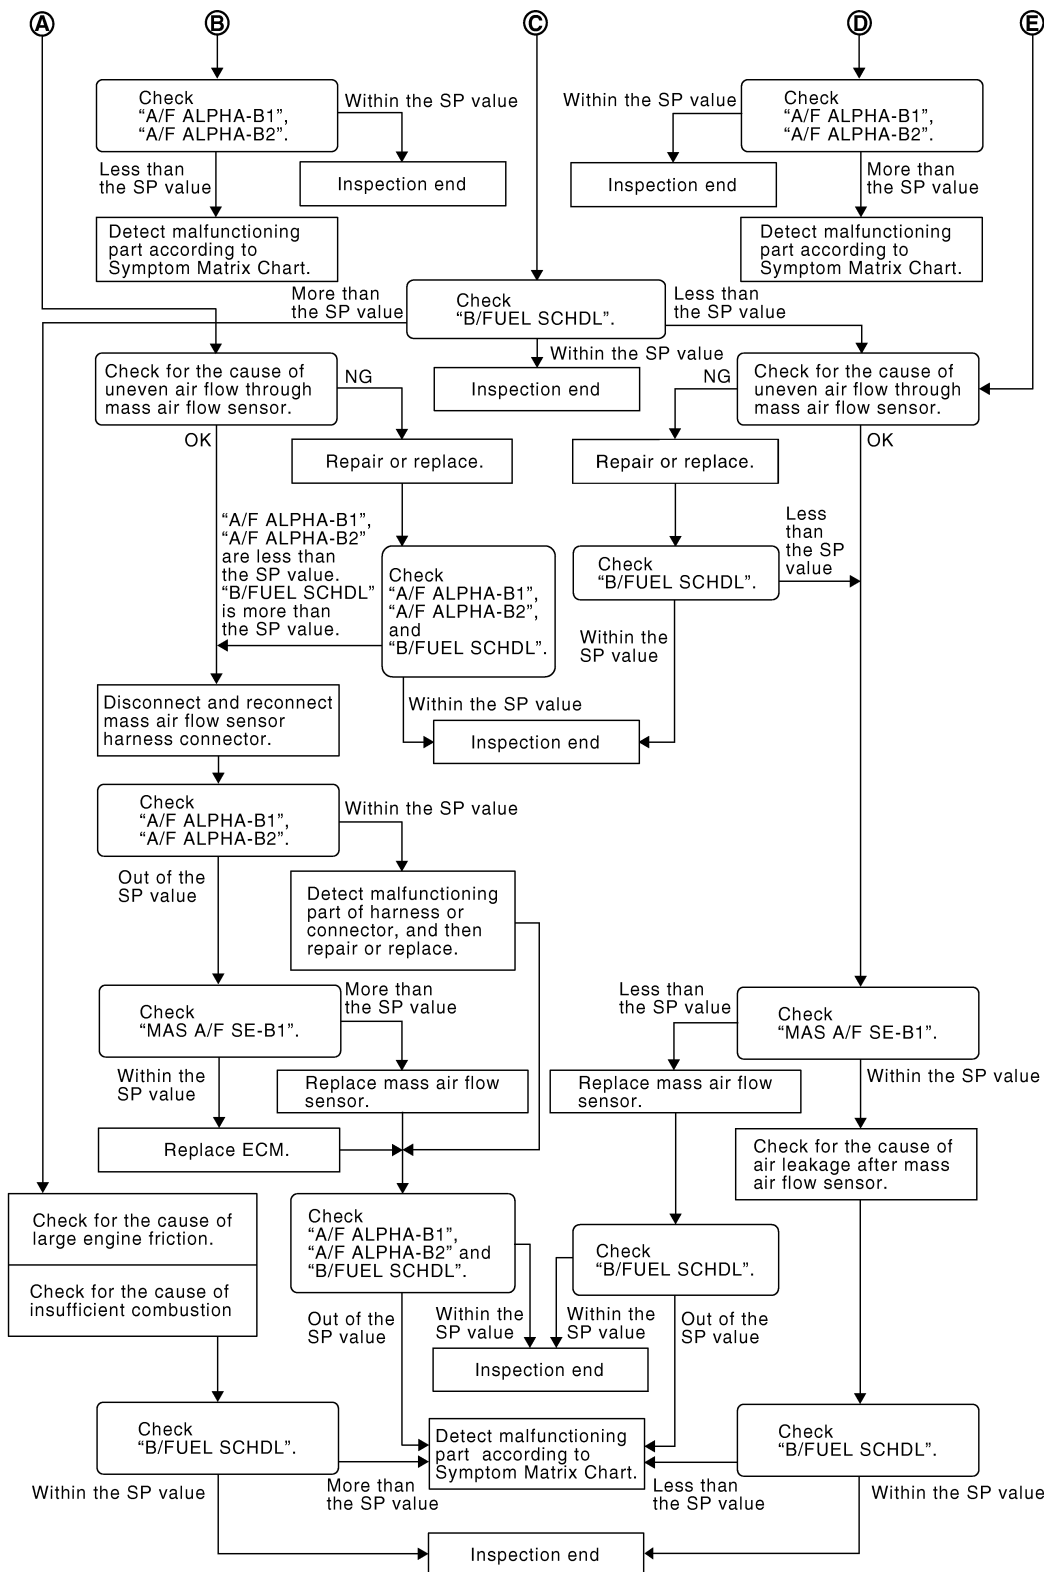 A
B
C
D
E
Check
“A/F ALPHA-B1”,
“A/F ALPHA-B2”.
Within the SP value
Less than
the SP value
Inspection end
Detect malfunctioning
part according to
Symptom Matrix Chart.
Within the SP value
Check
“A/F ALPHA-B1”,
“A/F ALPHA-B2”.
Inspection end
More than
the SP value
Detect malfunctioning
part according to
Symptom Matrix Chart.
More than
the SP value
Check
“B/FUEL SCHDL”.
Less than
the SP value
Within the SP value
Inspection end
Check for the cause of
uneven air flow through
mass air flow sensor.
NG
OK
Repair or replace.
NG
Check for the cause of
uneven air flow through
mass air flow sensor.
OK
Repair or replace.
“A/F ALPHA-B1”,
“A/F ALPHA-B2”
are less than
the SP value.
“B/FUEL SCHDL”
is more than
the SP value.
Check
“A/F ALPHA-B1”,
“A/F ALPHA-B2”,
and
“B/FUEL SCHDL”.
Check
“B/FUEL SCHDL”.
Less
than
the SP
value
Within the
SP value
Within the SP value
Inspection end
Disconnect and reconnect
mass air flow sensor
harness connector.
Check
“A/F ALPHA-B1”,
“A/F ALPHA-B2”.
Within the SP value
Out of the
SP value
Detect malfunctioning
part of harness or
connector, and then
repair or replace.
Check
“MAS A/F SE-B1”.
More than
the SP value
Within the
SP value
Replace mass air flow
sensor.
Replace ECM.
Less than
the SP value
Check
“MAS A/F SE-B1”.
Replace mass air flow
sensor.
Within the SP value
Check for the cause of
air leakage after mass
air flow sensor.
Check for the cause of
large engine friction.
Check for the cause of
insufficient combustion
Check
“A/F ALPHA-B1”,
“A/F ALPHA-B2” and
“B/FUEL SCHDL”.
Check
“B/FUEL SCHDL”.
Out of the
SP value
Within the
SP value
Within the
SP value
Out of the
SP value
Inspection end
Check
“B/FUEL SCHDL”.
Detect malfunctioning
part according to
Symptom Matrix Chart.
Check
“B/FUEL SCHDL”.
Within the SP value
More than
the SP value
Less than
the SP value
Within the SP value
Inspection end